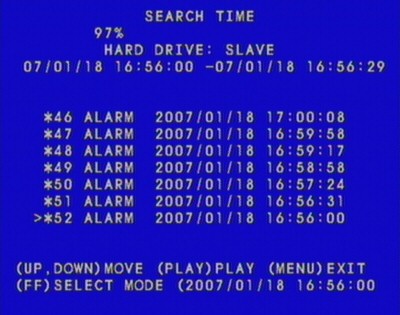 SEARCH TIME
97%
HARD DRIVE: SLAVE
07/01/18 16:56:00 -07/01/18 16:56:29
*46 ALARM 2007/01/18 17:00:08
*47 ALARM 2007/01/18 16:59:58
*48 ALARM 2007/01/18 16:59:17
*49 ALARM 2007/01/18 16:58:58
*50 ALARM 2007/01/18 16:57:24
*51 ALARM 2007/01/18 16:56:31
>*52 ALARM 2007/01/18 16:56:00
(UP,DOWN)MOVE (PLAY)PLAY (MENU)EXIT
(FF)SELECT MODE (2007/01/18 16:56:00